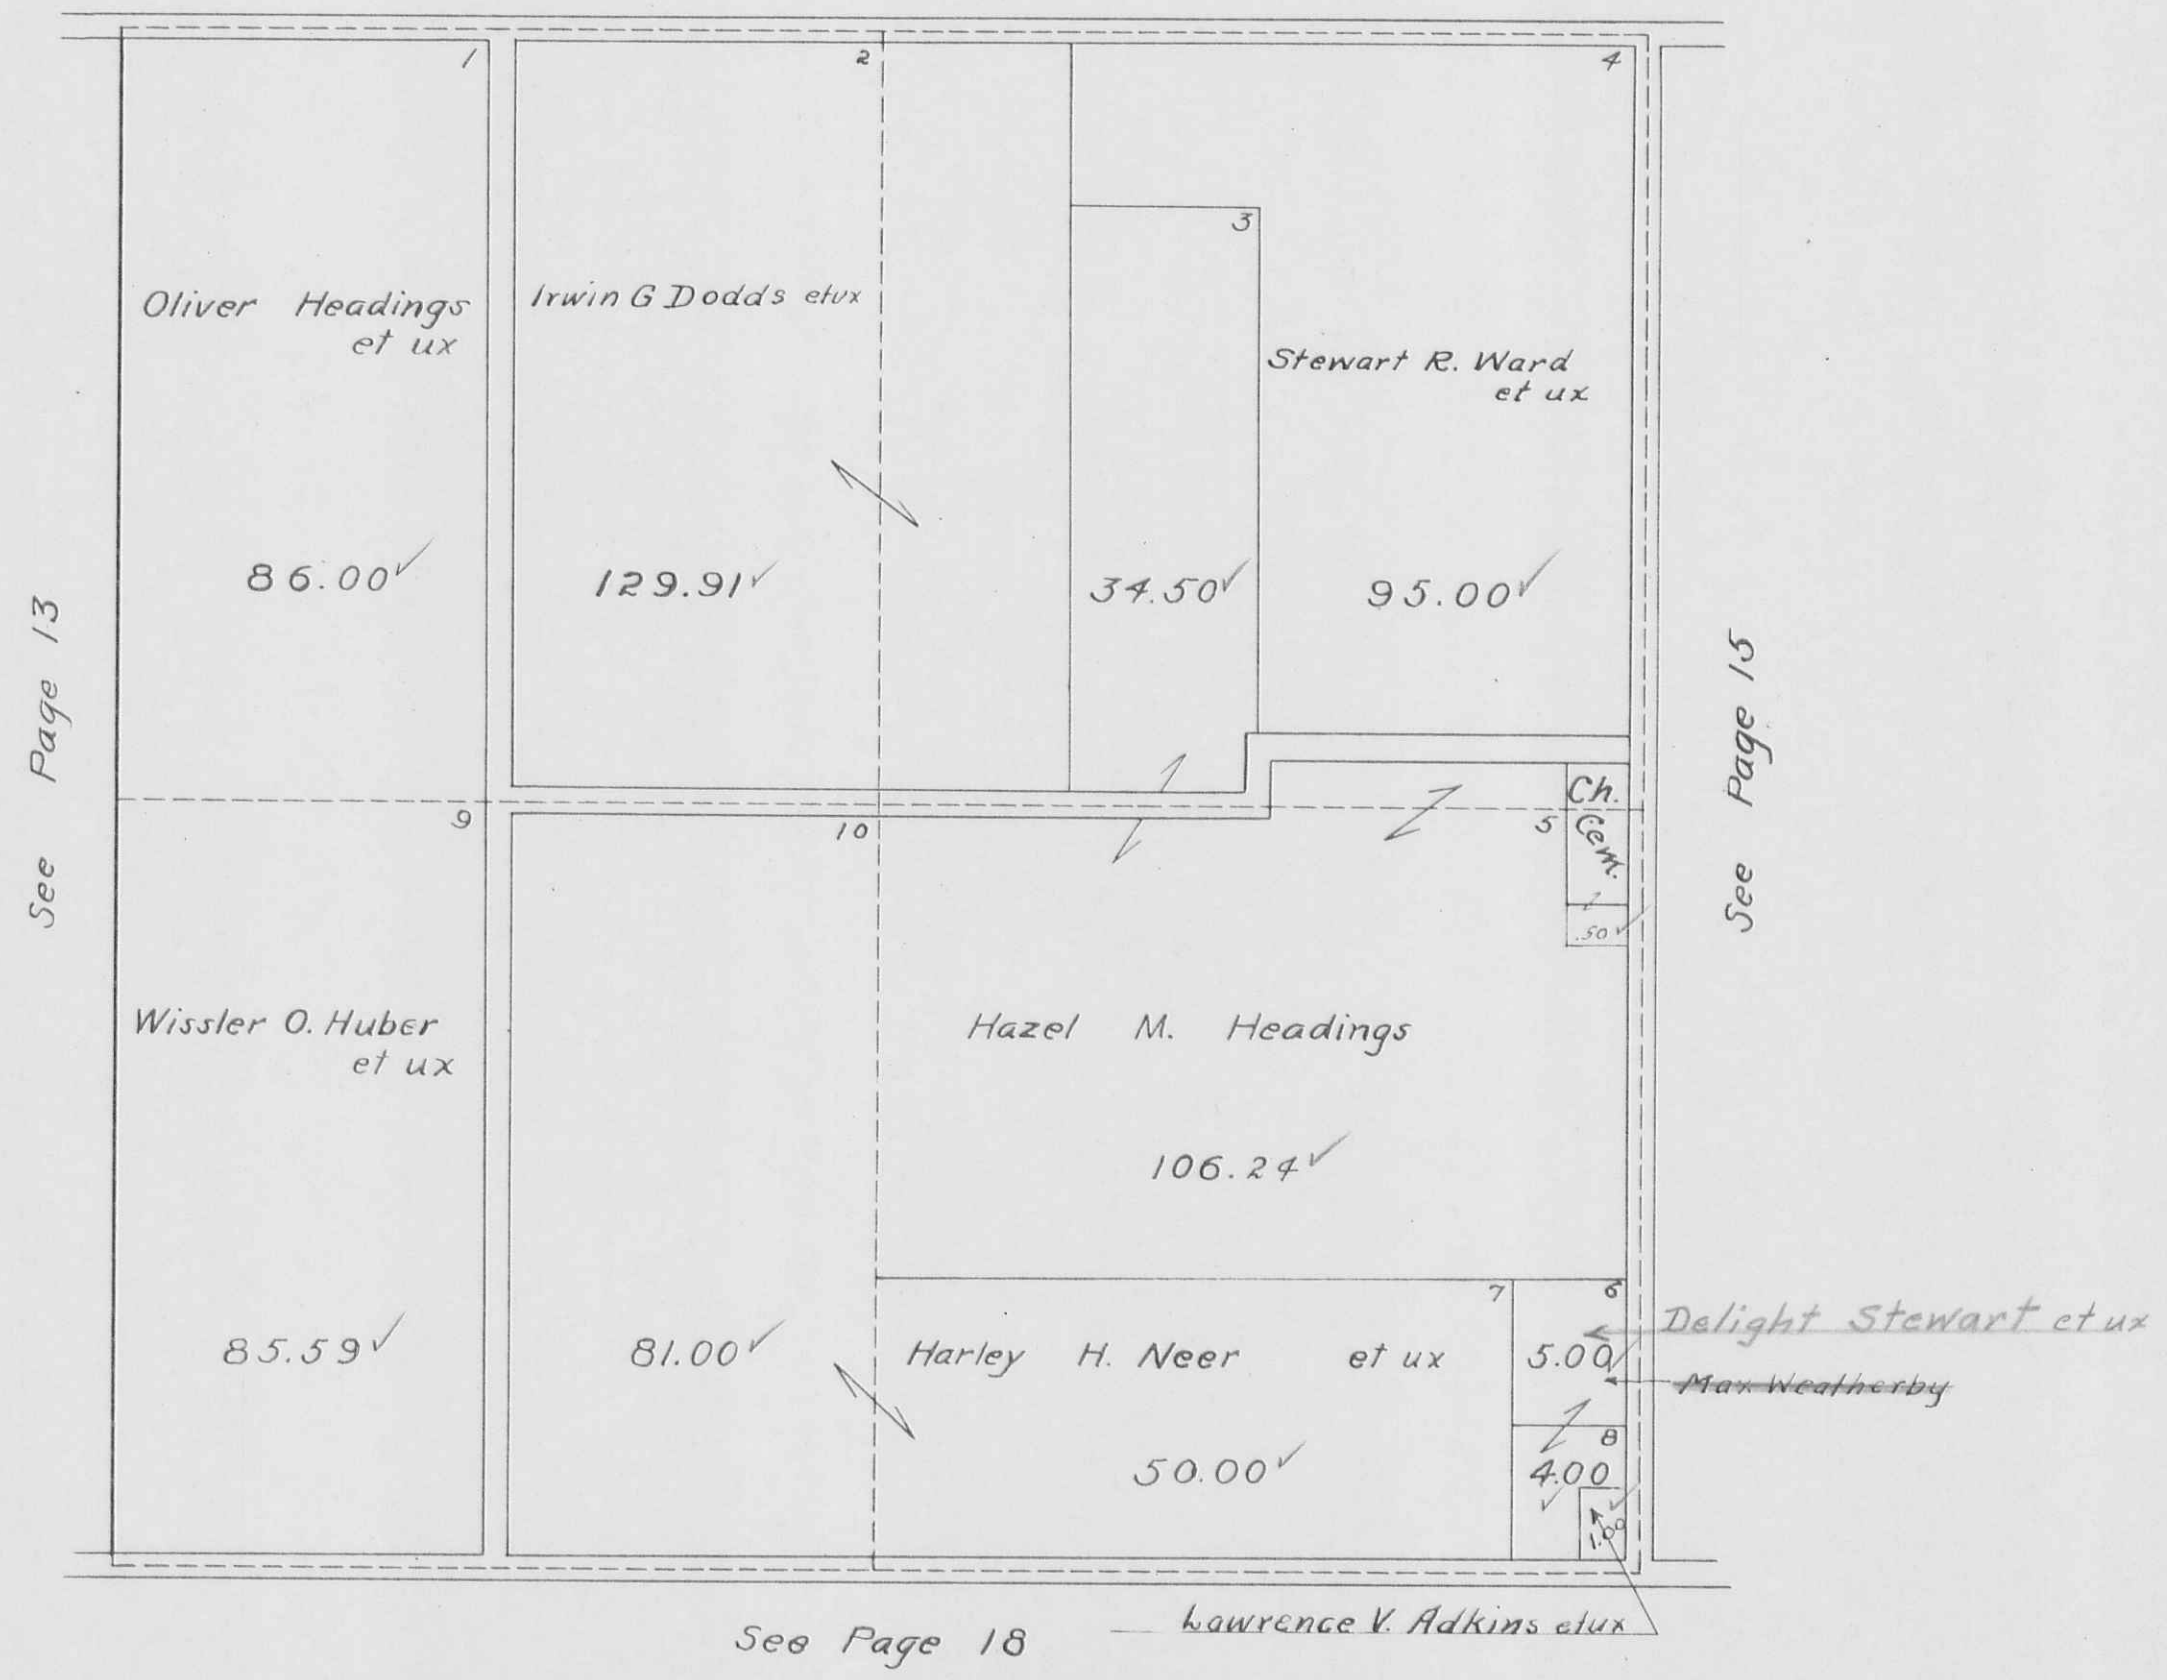 1
2
4
3
Oliver Headings
et ux
Irwin G Dodds etux
Stewart R. Ward
et ux
86.00
129.91
34.50
95.00
See Page 13
See Page 15
Ch.
Cem.
9
10
5
.50
Wissler O. Huber
et ux
Hazel M. Headings
106.24
7
6
Delight Stewart et ux
85.59
81.00
Harley H. Neer et ux
5.00
Max Weatherby
8
50.00
4.00
1.00
Lawrence V. Adkins etux
See Page 18